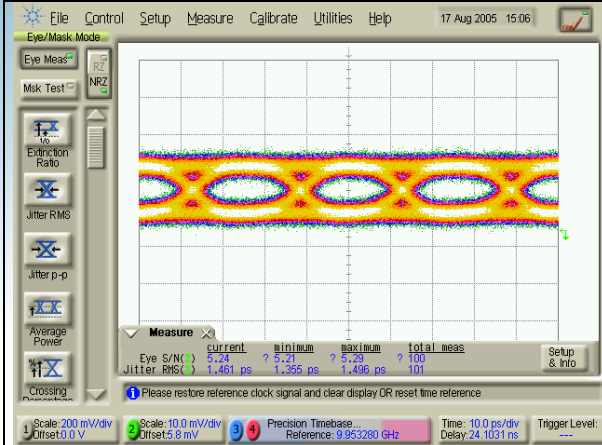 File Control Setup Measure Calibrate Utilities Help 17 Aug 2005 15:06
Eye/Mask Mode
Eye Meas
RZ
NRZ
Msk Test
1/0
Extinction
Ratio
Jitter RMS
Jitter p-p
Average
Power
Crossing
Measure
current minimum maximum total meas
Eye S/N(2) 5.24 ? 5.21 ? 5.29 ? 100
Jitter RMS(2) 1.461 ps 1.355 ps 1.496 ps 101
Setup
& Info
Please restore reference clock signal and clear display OR reset time reference
1 Scale:200 mV/div 2 Scale:10.0 mV/div 3 4 Precision Timebase... Time: 10.0 ps/div Trigger Level:
Offset:0.0 V Offset:5.8 mV Reference: 9.953280 GHz Delay:24.1031 ns ---